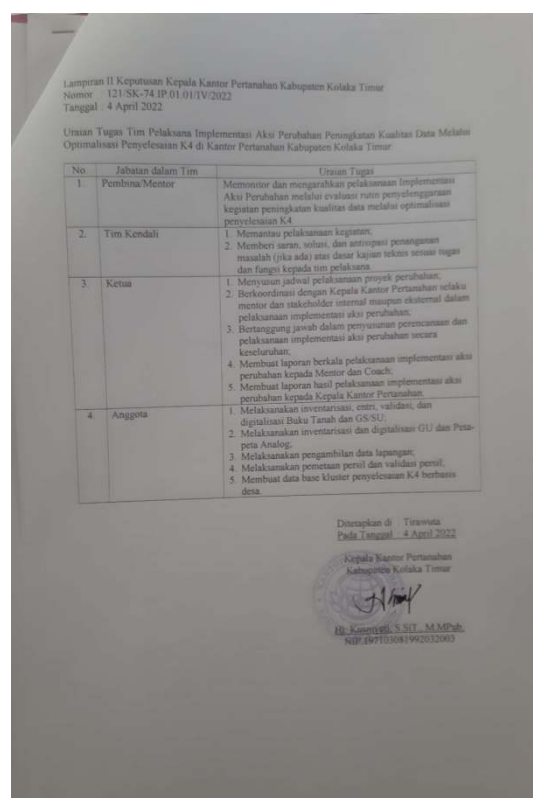 Lampiran II Keputusan Kepala Kantor Pertanahan Kabupaten Kolaka Timur
Nomor : 121/SK-74.IP.01.01/IV/2022
Tanggal : 4 April 2022
Uraian Tugas Tim Pelaksana Implementasi Aksi Perubahan Peningkatan Kualitas Data Melalui
Optimalisasi Penyelesaian K4 di Kantor Pertanahan Kabupaten Kolaka Timur
No. Jabatan dalam Tim Uraian Tugas
1. Pembina/Mentor Memonitor dan mengarahkan pelaksanaan Implementasi
Aksi Perubahan melalui evaluasi rutin penyelenggaraan
kegiatan peningkatan kualitas data melalui optimalisasi
penyelesaian K4.
2. Tim Kendali 1. Memantau pelaksanaan kegiatan;
2. Memberi saran, solusi, dan antisipasi penanganan
masalah (jika ada) atas dasar kajian teknis sesuai tugas
dan fungsi kepada tim pelaksana.
3. Ketua 1. Menyusun jadwal pelaksanaan proyek perubahan;
2. Berkoordinasi dengan Kepala Kantor Pertanahan selaku
mentor dan stakeholder internal maupun eksternal dalam
pelaksanaan implementasi aksi perubahan;
3. Bertanggung jawab dalam penyusunan perencanaan dan
pelaksanaan implementasi aksi perubahan secara
keseluruhan;
4. Membuat laporan berkala pelaksanaan implementasi aksi
perubahan kepada Mentor dan Coach;
5. Membuat laporan hasil pelaksanaan implementasi aksi
perubahan kepada Kepala Kantor Pertanahan.
4. Anggota 1. Melaksanakan inventarisasi, entri, validasi, dan
digitalisasi Buku Tanah dan GS/SU;
2. Melaksanakan inventarisasi dan digitalisasi GU dan Peta-
peta Analog;
3. Melaksanakan pengambilan data lapangan;
4. Melaksanakan pemetaan persil dan validasi persil;
5. Membuat data base kluster penyelesaian K4 berbasis
desa.
Ditetapkan di : Tirawuta
Pada Tanggal : 4 April 2022
Kepala Kantor Pertanahan
Kabupaten Kolaka Timur
S.SiT., M.MPub.
NIP.197103081992032003